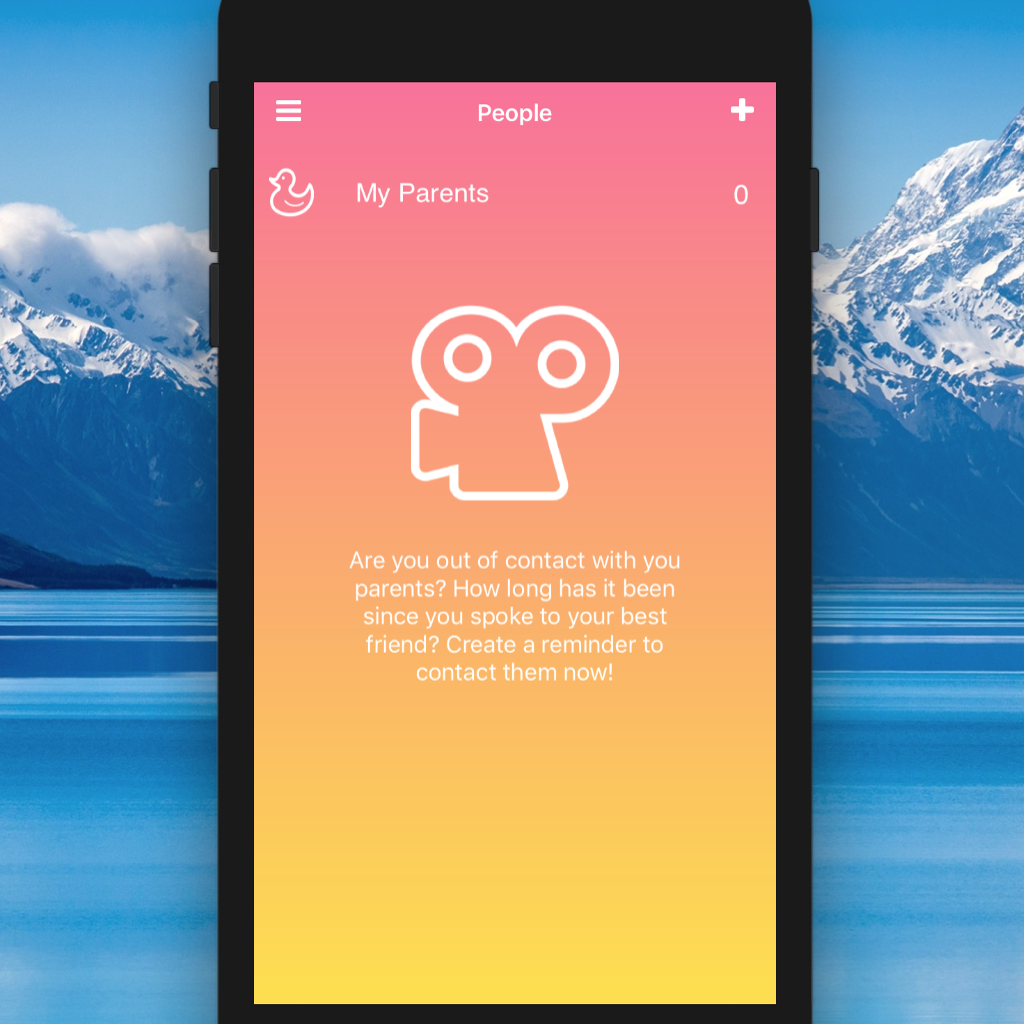 People
My Parents 0
Are you out of contact with you
parents? How long has it been
since you spoke to your best
friend? Create a reminder to
contact them now!